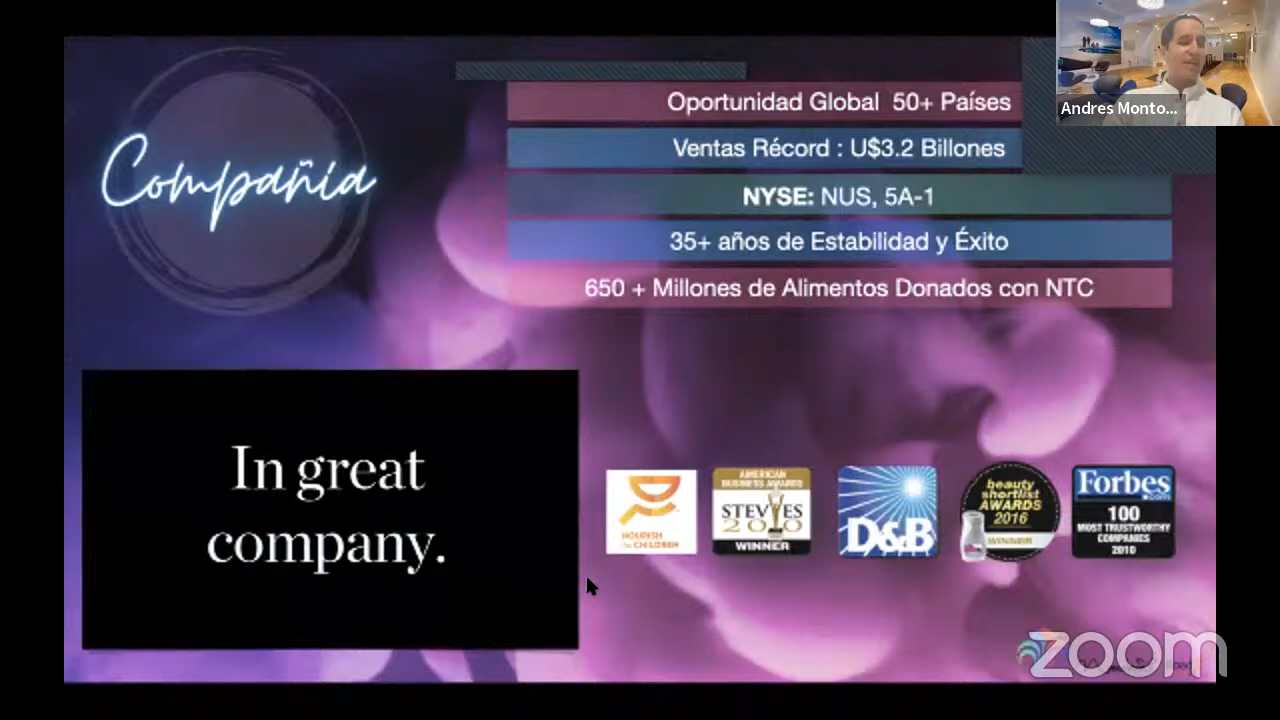 Compañia
Oportunidad Global 50+ Países
Ventas Récord : U$3.2 Billones
NYSE: NUS, 5A-1
35+ años de Estabilidad y Éxito
650 + Millones de Alimentos Donados con NTC
Andres Monto...
In great
company.
NOURISH
the CHILDREN
AMERICAN
BUSINESS AWARDS
STEVIES
2010
WINNER
D&B
beauty
shortlist
AWARDS
2016
WINNER
Forbes
.com
100
MOST TRUSTWORTHY
COMPANIES
2010
zoom